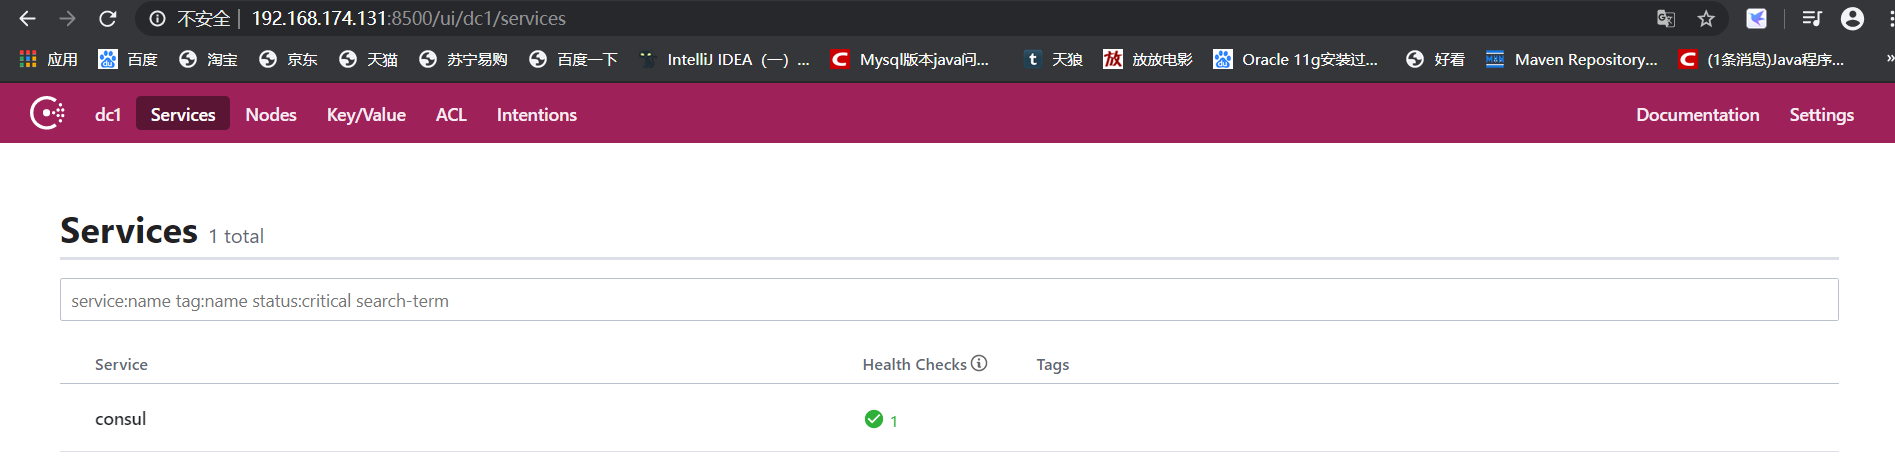 不安全 192.168.174.131:8500/ui/dc1/services
应用 百度 淘宝 京东 天猫 苏宁易购 百度一下 IntelliJ IDEA（一）... Mysql版本java问... 天狼 放放电影 Oracle 11g安装过... 好看 Maven Repository... (1条消息)Java程序... »
dc1 Services Nodes Key/Value ACL Intentions Documentation Settings
Services 1 total
service:name tag:name status:critical search-term
Service Health Checks Tags
consul 1